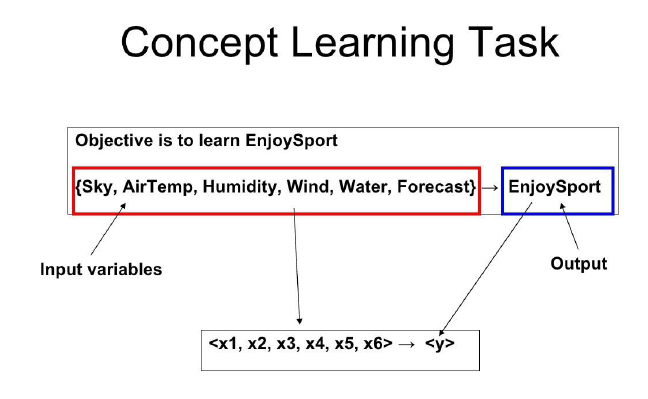 Concept Learning Task
Objective is to learn EnjoySport
{Sky, AirTemp, Humidity, Wind, Water, Forecast} → EnjoySport
Input variables
Output
<x1, x2, x3, x4, x5, x6> → <y>